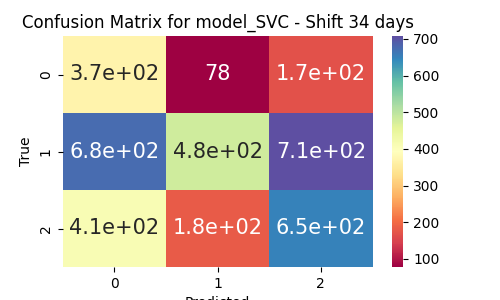 Confusion Matrix for model_SVC - Shift 34 days
0 3.7e+02 78 1.7e+02
1 6.8e+02 4.8e+02 7.1e+02
2 4.1e+02 1.8e+02 6.5e+02
True
0 1 2
Predicted
700
600
500
400
300
200
100